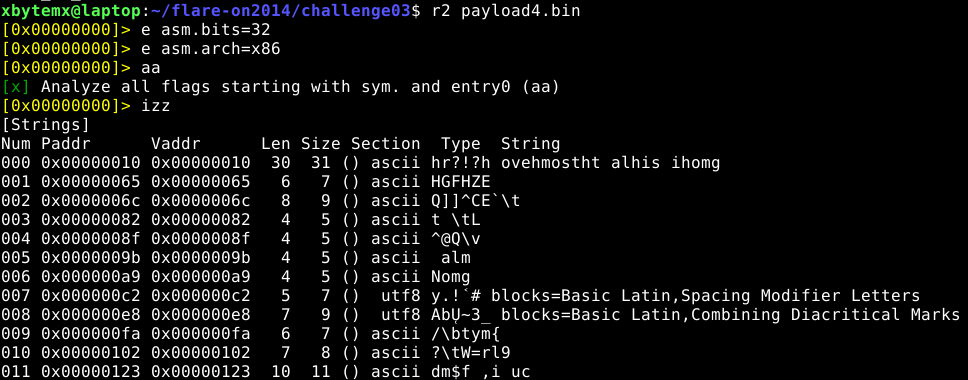 xbytemx@laptop:~/flare-on2014/challenge03$ r2 payload4.bin
[0x00000000]> e asm.bits=32
[0x00000000]> e asm.arch=x86
[0x00000000]> aa
[x] Analyze all flags starting with sym. and entry0 (aa)
[0x00000000]> izz
[Strings]
Num Paddr      Vaddr      Len Size Section  Type  String
000 0x00000010 0x00000010  30  31 () ascii hr?!?h ovehmostht alhis ihomg
001 0x00000065 0x00000065   6   7 () ascii HGFHZE
002 0x0000006c 0x0000006c   8   9 () ascii Q]]^CE`\t
003 0x00000082 0x00000082   4   5 () ascii t \tL
004 0x0000008f 0x0000008f   4   5 () ascii ^@Q\v
005 0x0000009b 0x0000009b   4   5 () ascii  alm
006 0x000000a9 0x000000a9   4   5 () ascii Nomg
007 0x000000c2 0x000000c2   5   7 ()  utf8 y.!˹# blocks=Basic Latin,Spacing Modifier Letters
008 0x000000e8 0x000000e8   7   9 ()  utf8 AbỤ~3_ blocks=Basic Latin,Combining Diacritical Marks
009 0x000000fa 0x000000fa   6   7 () ascii /\btym{
010 0x00000102 0x00000102   7   8 () ascii ?\tW=rl9
011 0x00000123 0x00000123  10  11 () ascii dm$f ,i uc